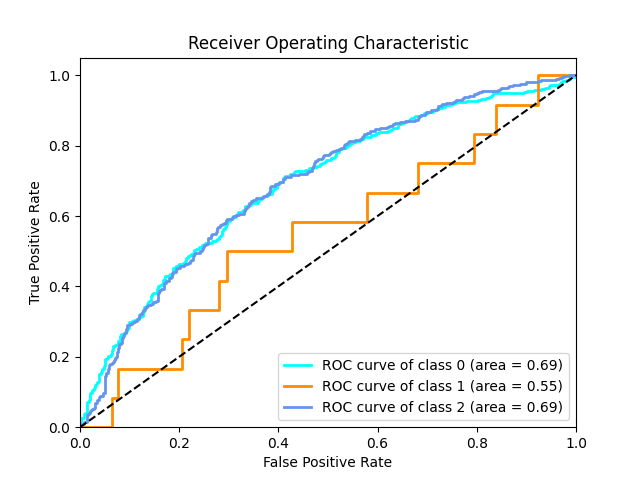 Receiver Operating Characteristic
True Positive Rate
1.0
0.8
0.6
0.4
0.2
0.0
ROC curve of class 0 (area = 0.69)
ROC curve of class 1 (area = 0.55)
ROC curve of class 2 (area = 0.69)
0.0 0.2 0.4 0.6 0.8 1.0
False Positive Rate